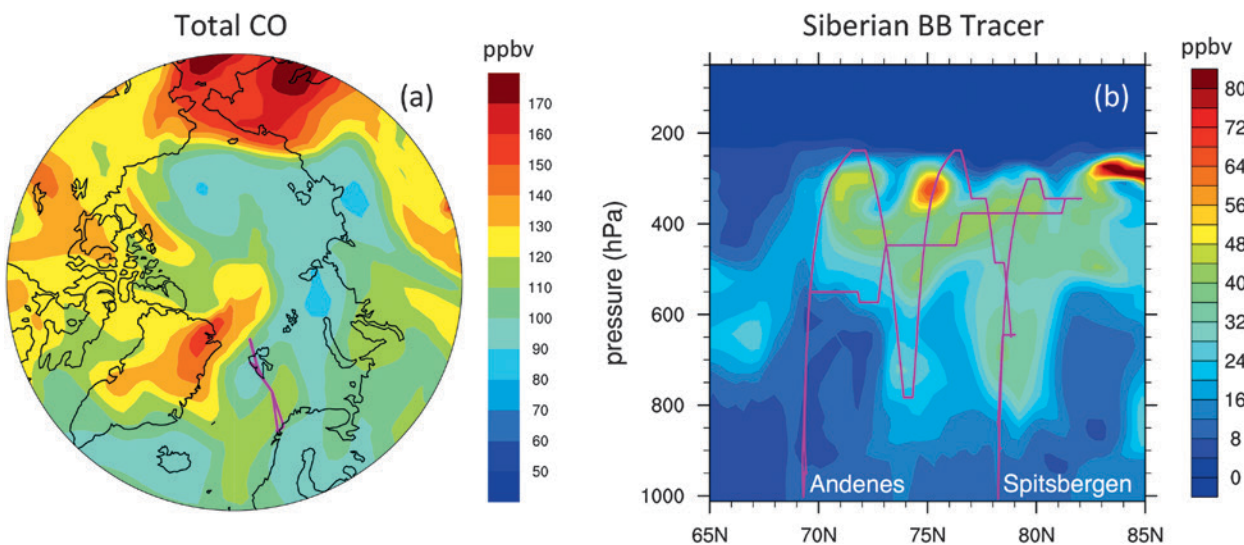 Total CO
ppbv
(a)
170
160
150
140
130
120
110
100
90
80
70
60
50
Siberian BB Tracer
ppbv
(b)
pressure (hPa)
200
400
600
800
1000
Andenes
Spitsbergen
65N
70N
75N
80N
85N
80
72
64
56
48
40
32
24
16
8
0